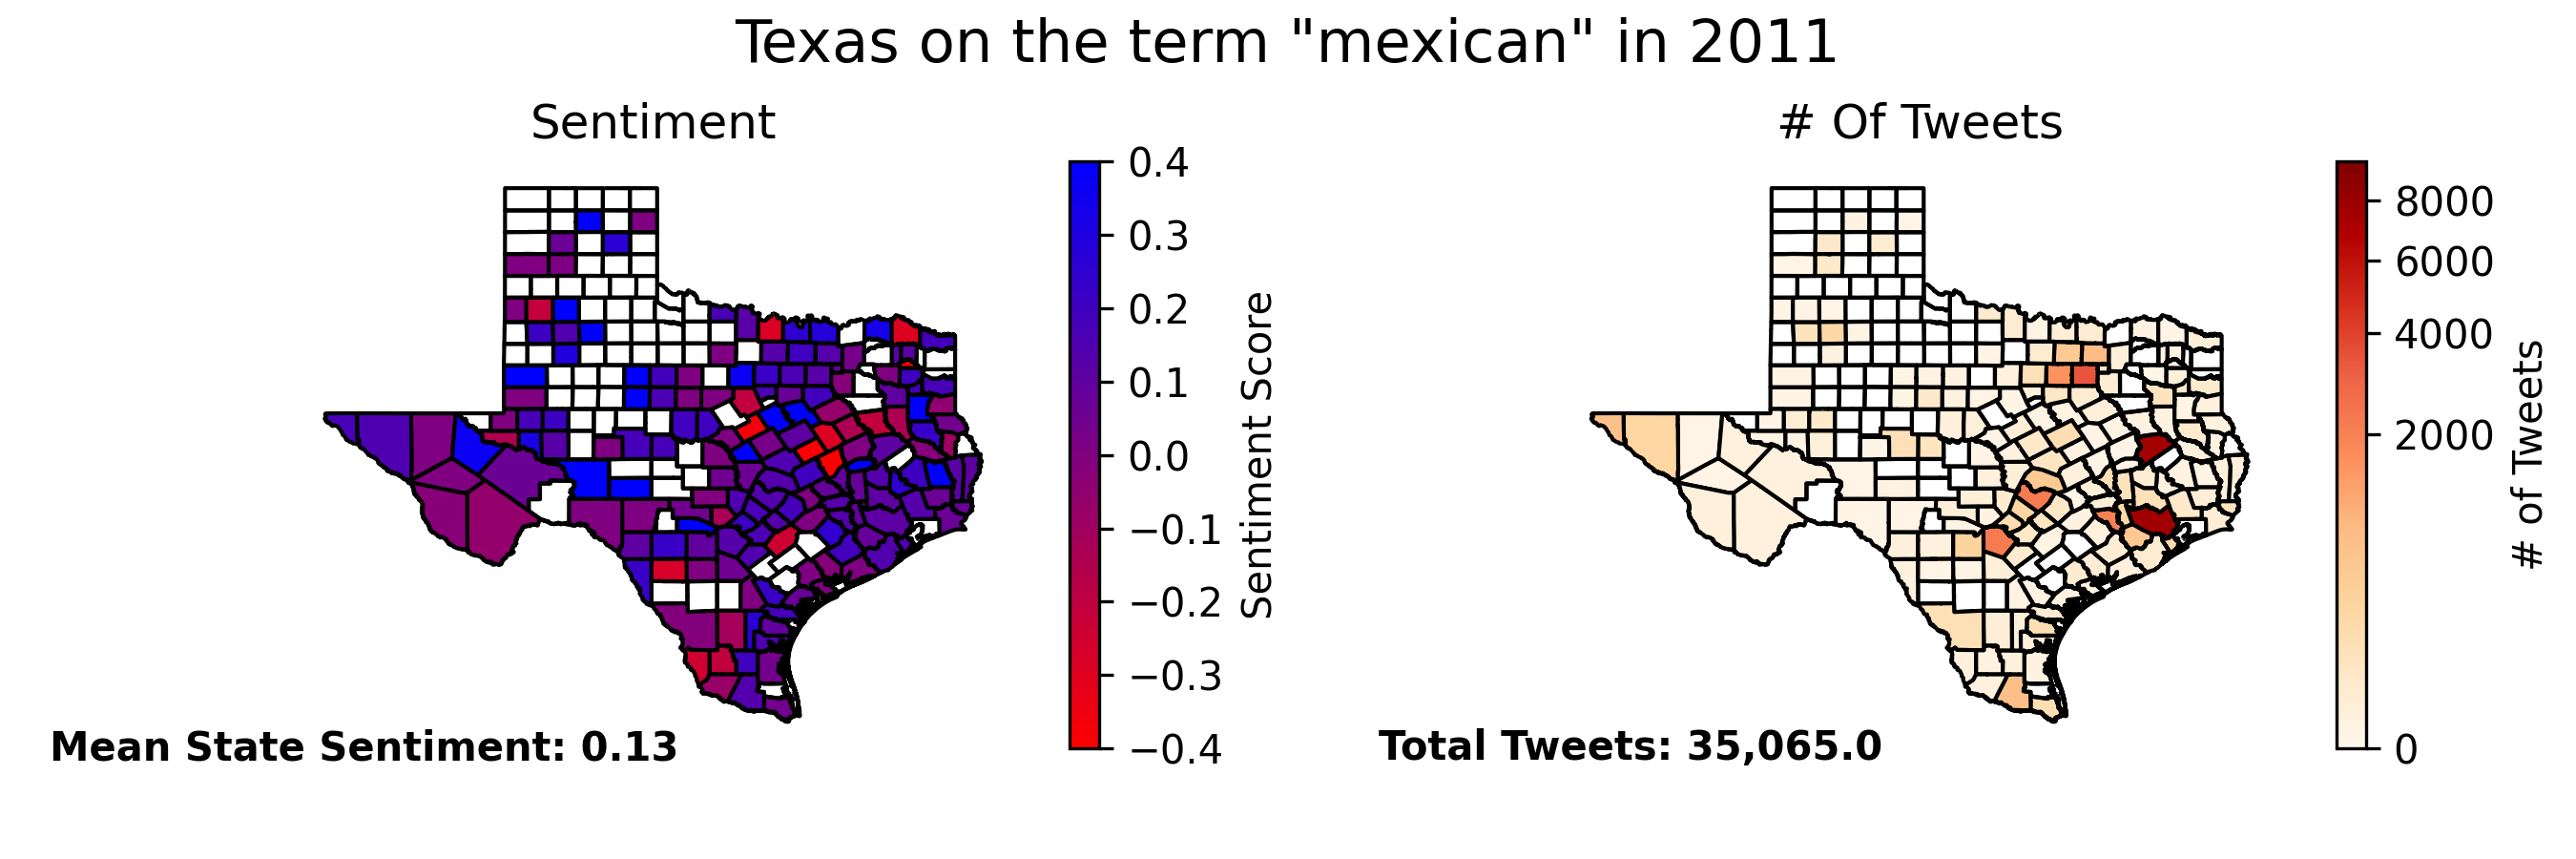 Texas on the term "mexican" in 2011
Sentiment
0.4
0.3
0.2
0.1
0.0
−0.1
−0.2
−0.3
−0.4
Sentiment Score
Mean State Sentiment: 0.13
# Of Tweets
8000
6000
4000
2000
0
# of Tweets
Total Tweets: 35,065.0